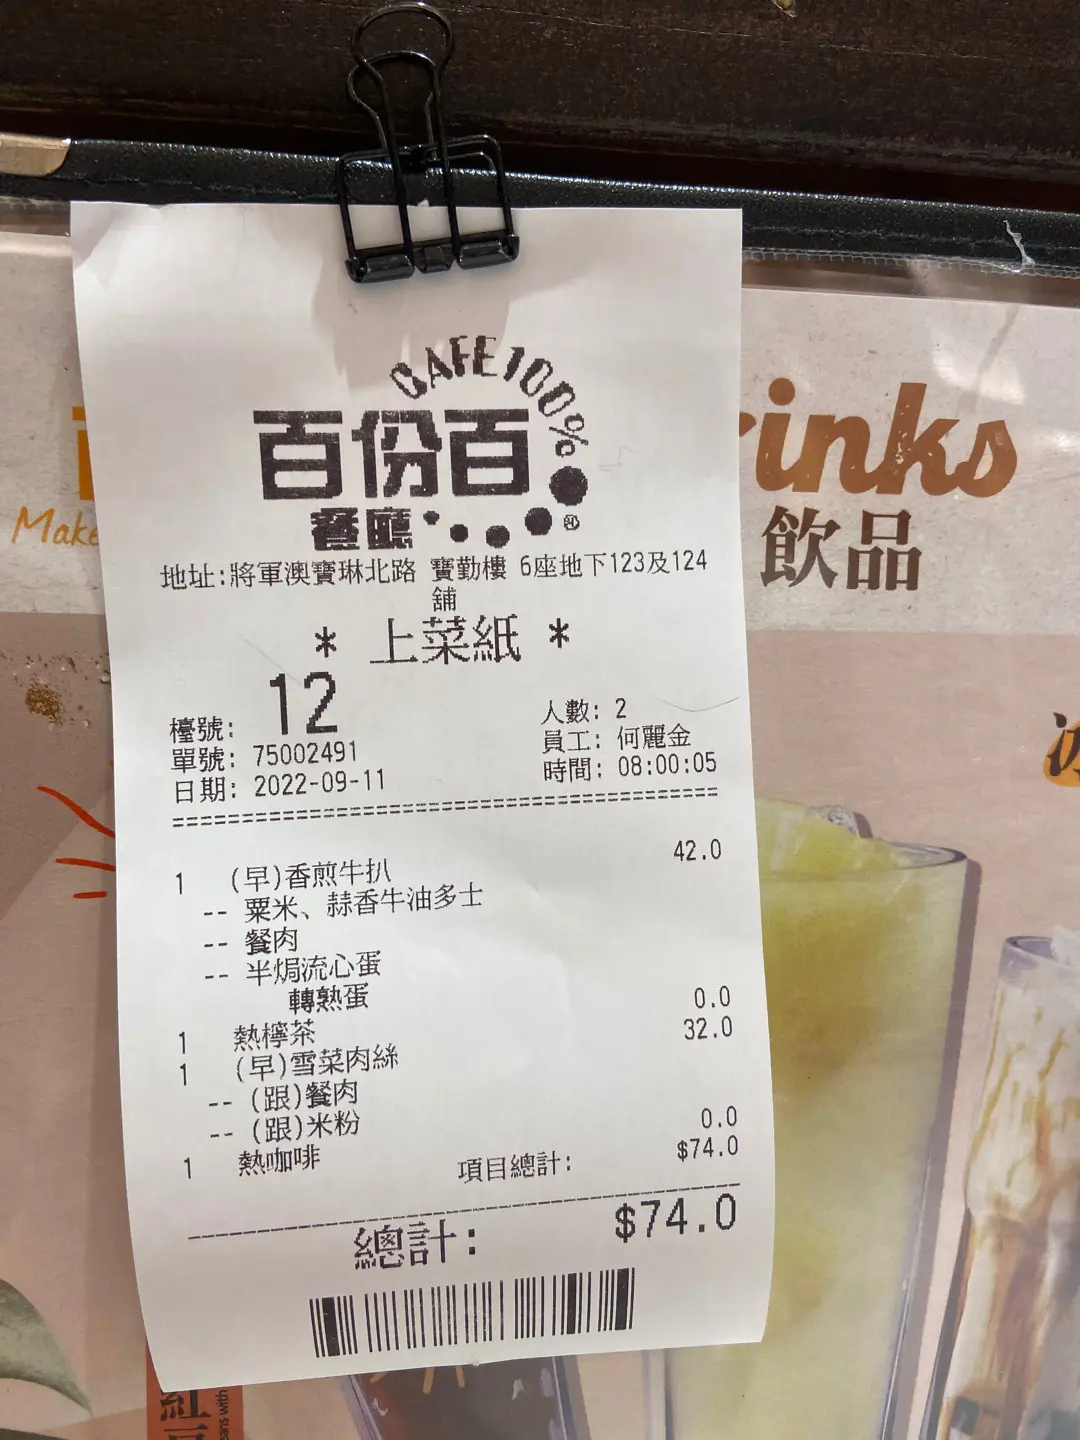 CAFE 100%
百份百
餐廳
地址:將軍澳寶琳北路 寶勤樓 6座地下123及124
舖
* 上菜紙 *
檯號: 12 人數: 2
單號: 75002491 員工: 何麗金
日期: 2022-09-11 時間: 08:00:05
1 (早)香煎牛扒 42.0
-- 粟米、蒜香牛油多士
-- 餐肉
-- 半焗流心蛋
轉熟蛋
1 熱檸茶 0.0
1 (早)雪菜肉絲 32.0
-- (跟)餐肉
-- (跟)米粉
1 熱咖啡 0.0
項目總計: $74.0
總計: $74.0
rinks
飲品
Make
紅